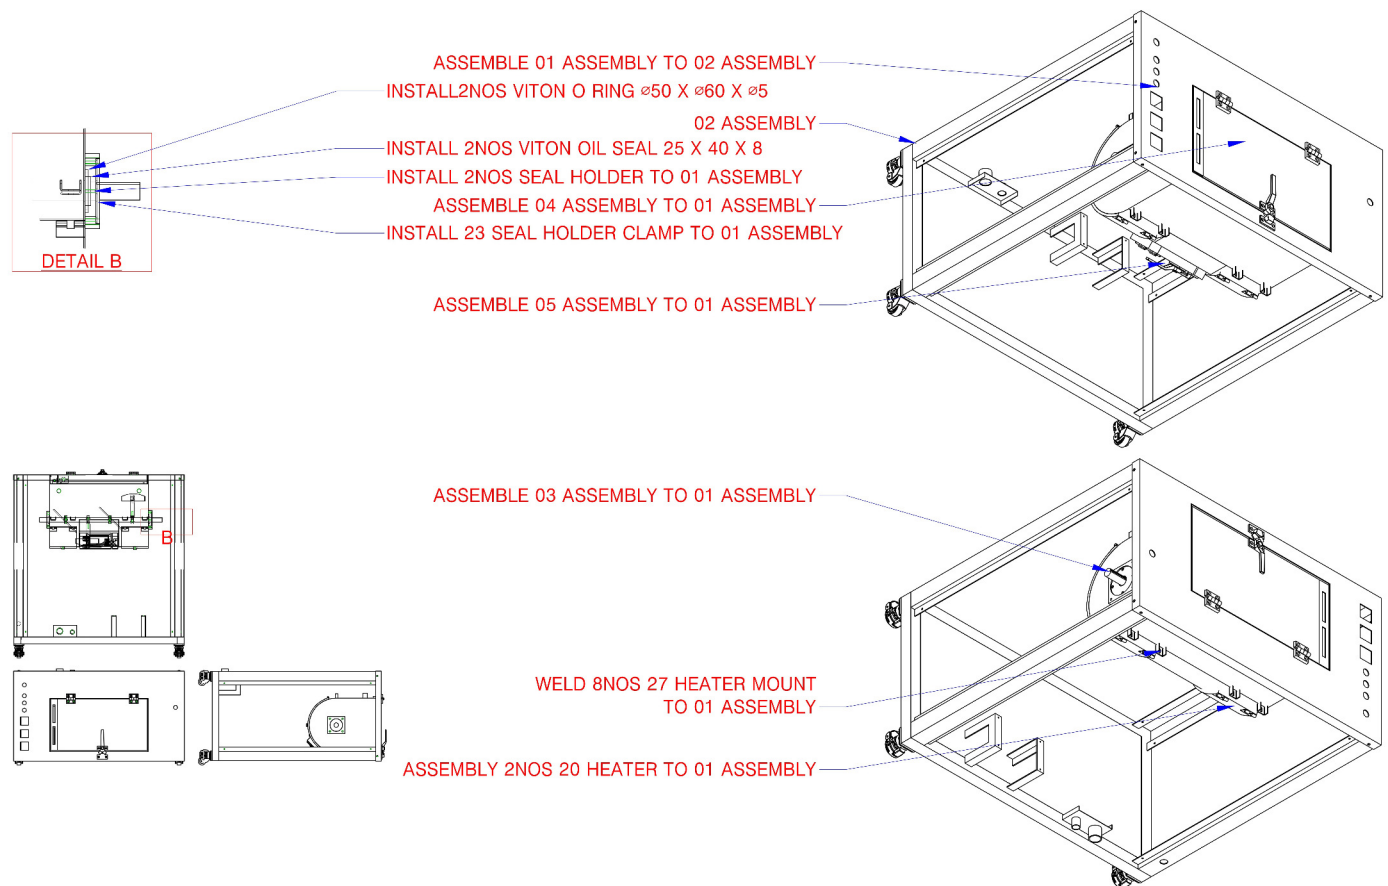 ASSEMBLE 01 ASSEMBLY TO 02 ASSEMBLY
INSTALL2NOS VITON O RING ⌀50 X ⌀60 X ⌀5
02 ASSEMBLY
INSTALL 2NOS VITON OIL SEAL 25 X 40 X 8
INSTALL 2NOS SEAL HOLDER TO 01 ASSEMBLY
ASSEMBLE 04 ASSEMBLY TO 01 ASSEMBLY
INSTALL 23 SEAL HOLDER CLAMP TO 01 ASSEMBLY
DETAIL B
ASSEMBLE 05 ASSEMBLY TO 01 ASSEMBLY
ASSEMBLE 03 ASSEMBLY TO 01 ASSEMBLY
B
WELD 8NOS 27 HEATER MOUNT
TO 01 ASSEMBLY
ASSEMBLY 2NOS 20 HEATER TO 01 ASSEMBLY